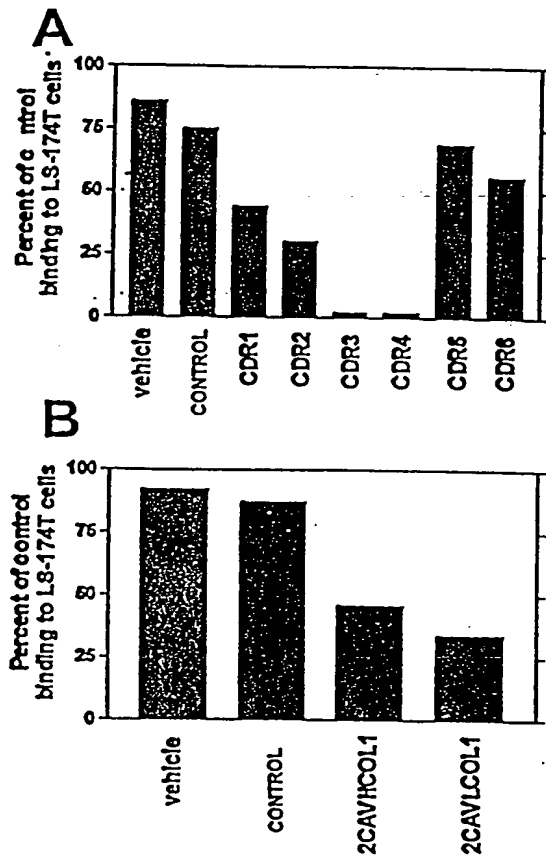 A
Percent of c ntrol
binding to LS-174T cells
100
75
50
25
0
vehicle
CONTROL
CDR1
CDR2
CDR3
CDR4
CDR5
CDR6
B
Percent of control
binding to LS-174T cells
100
75
50
25
0
vehicle
CONTROL
2CAVHCOL1
2CAVLCOL1